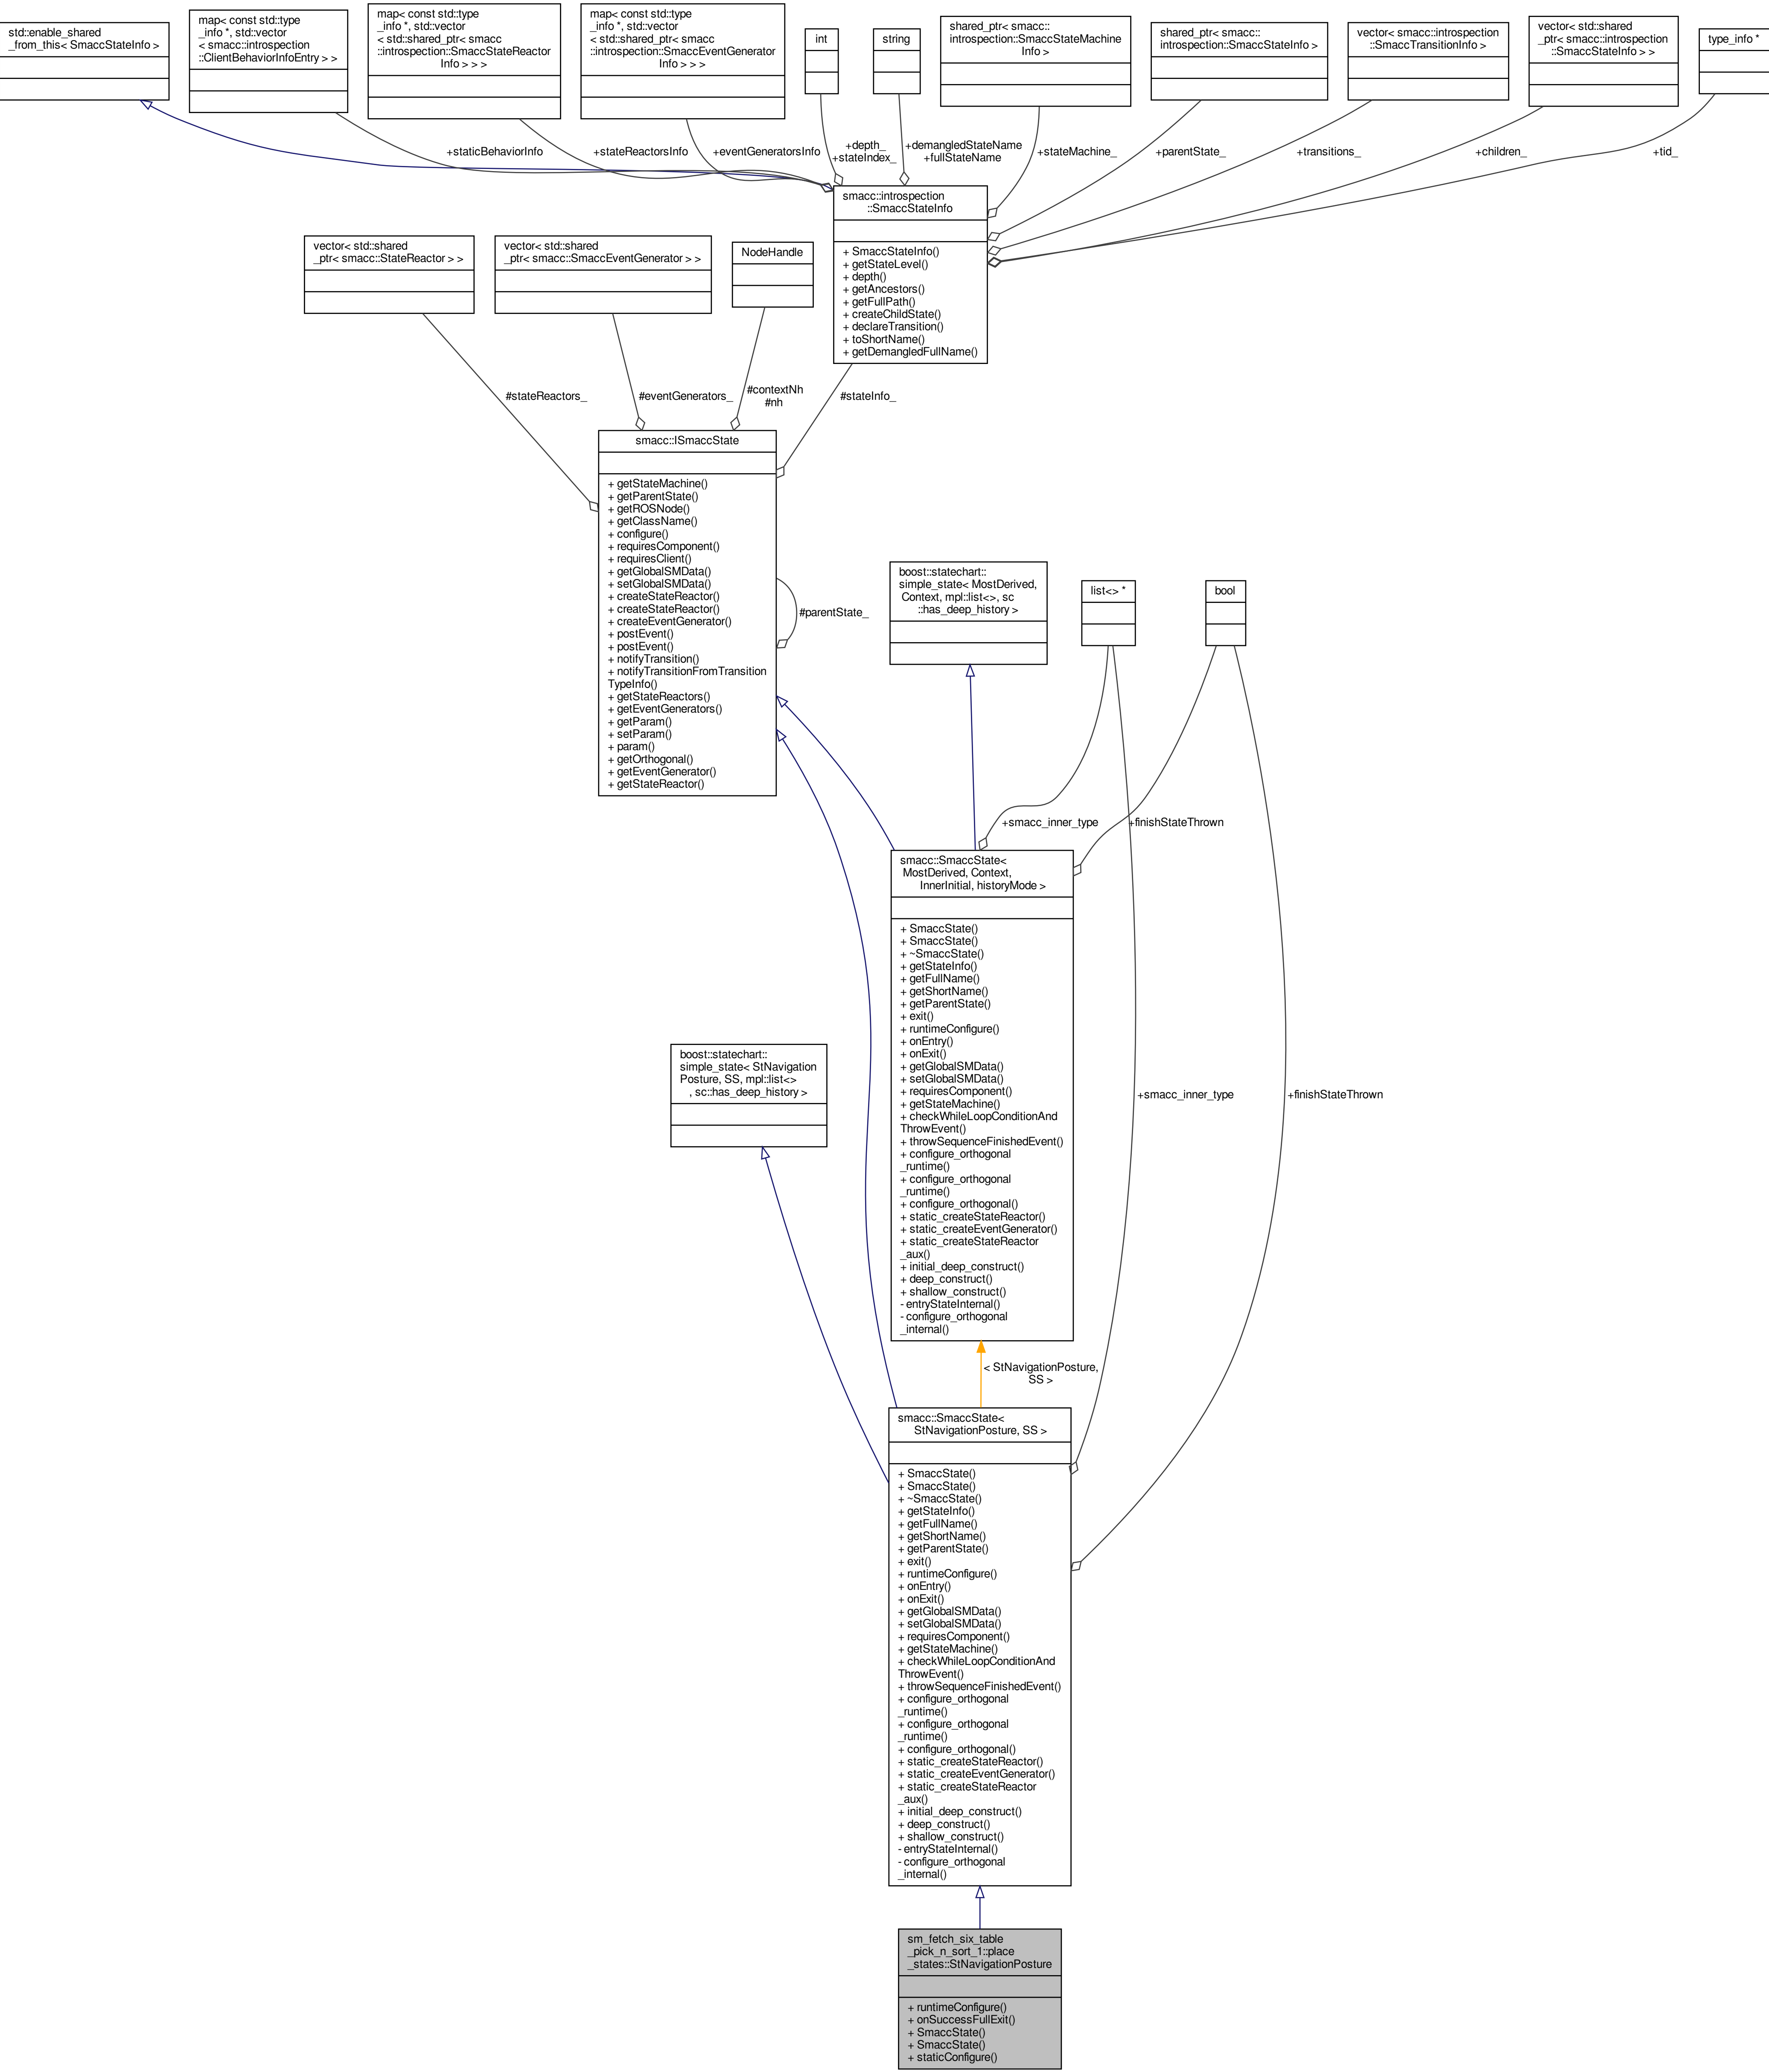 std::enable_shared
_from_this< SmaccStateInfo >
map< const std::type
_info *, std::vector
< smacc::introspection
::ClientBehaviorInfoEntry > >
map< const std::type
_info *, std::vector
< std::shared_ptr< smacc
::introspection::SmaccStateReactor
Info > > >
map< const std::type
_info *, std::vector
< std::shared_ptr< smacc
::introspection::SmaccEventGenerator
Info > > >
int
string
shared_ptr< smacc::
introspection::SmaccStateMachine
Info >
shared_ptr< smacc::
introspection::SmaccStateInfo >
vector< smacc::introspection
::SmaccTransitionInfo >
vector< std::shared
_ptr< smacc::introspection
::SmaccStateInfo > >
type_info *
+staticBehaviorInfo
+stateReactorsInfo
+eventGeneratorsInfo
+depth_
+stateIndex_
+demangledStateName
+fullStateName
+stateMachine_
+parentState_
+transitions_
+children_
+tid_
smacc::introspection
::SmaccStateInfo
+ SmaccStateInfo()
+ getStateLevel()
+ depth()
+ getAncestors()
+ getFullPath()
+ createChildState()
+ declareTransition()
+ toShortName()
+ getDemangledFullName()
vector< std::shared
_ptr< smacc::StateReactor > >
vector< std::shared
_ptr< smacc::SmaccEventGenerator > >
NodeHandle
#stateReactors_
#eventGenerators_
#contextNh
#nh
#stateInfo_
smacc::ISmaccState
+ getStateMachine()
+ getParentState()
+ getROSNode()
+ getClassName()
+ configure()
+ requiresComponent()
+ requiresClient()
+ getGlobalSMData()
+ setGlobalSMData()
+ createStateReactor()
+ createStateReactor()
+ createEventGenerator()
+ postEvent()
+ postEvent()
+ notifyTransition()
+ notifyTransitionFromTransition
TypeInfo()
+ getStateReactors()
+ getEventGenerators()
+ getParam()
+ setParam()
+ param()
+ getOrthogonal()
+ getEventGenerator()
+ getStateReactor()
#parentState_
boost::statechart::
simple_state< MostDerived,
Context, mpl::list<>, sc
::has_deep_history >
list<> *
bool
+smacc_inner_type
+finishStateThrown
smacc::SmaccState<
MostDerived, Context,
InnerInitial, historyMode >
+ SmaccState()
+ SmaccState()
+ ~SmaccState()
+ getStateInfo()
+ getFullName()
+ getShortName()
+ getParentState()
+ exit()
+ runtimeConfigure()
+ onEntry()
+ onExit()
+ getGlobalSMData()
+ setGlobalSMData()
+ requiresComponent()
+ getStateMachine()
+ checkWhileLoopConditionAnd
ThrowEvent()
+ throwSequenceFinishedEvent()
+ configure_orthogonal
_runtime()
+ configure_orthogonal
_runtime()
+ configure_orthogonal()
+ static_createStateReactor()
+ static_createEventGenerator()
+ static_createStateReactor
_aux()
+ initial_deep_construct()
+ deep_construct()
+ shallow_construct()
- entryStateInternal()
- configure_orthogonal
_internal()
boost::statechart::
simple_state< StNavigation
Posture, SS, mpl::list<>
, sc::has_deep_history >
+smacc_inner_type
+finishStateThrown
< StNavigationPosture,
SS >
smacc::SmaccState<
StNavigationPosture, SS >
+ SmaccState()
+ SmaccState()
+ ~SmaccState()
+ getStateInfo()
+ getFullName()
+ getShortName()
+ getParentState()
+ exit()
+ runtimeConfigure()
+ onEntry()
+ onExit()
+ getGlobalSMData()
+ setGlobalSMData()
+ requiresComponent()
+ getStateMachine()
+ checkWhileLoopConditionAnd
ThrowEvent()
+ throwSequenceFinishedEvent()
+ configure_orthogonal
_runtime()
+ configure_orthogonal
_runtime()
+ configure_orthogonal()
+ static_createStateReactor()
+ static_createEventGenerator()
+ static_createStateReactor
_aux()
+ initial_deep_construct()
+ deep_construct()
+ shallow_construct()
- entryStateInternal()
- configure_orthogonal
_internal()
sm_fetch_six_table
_pick_n_sort_1::place
_states::StNavigationPosture
+ runtimeConfigure()
+ onSuccessFullExit()
+ SmaccState()
+ SmaccState()
+ staticConfigure()